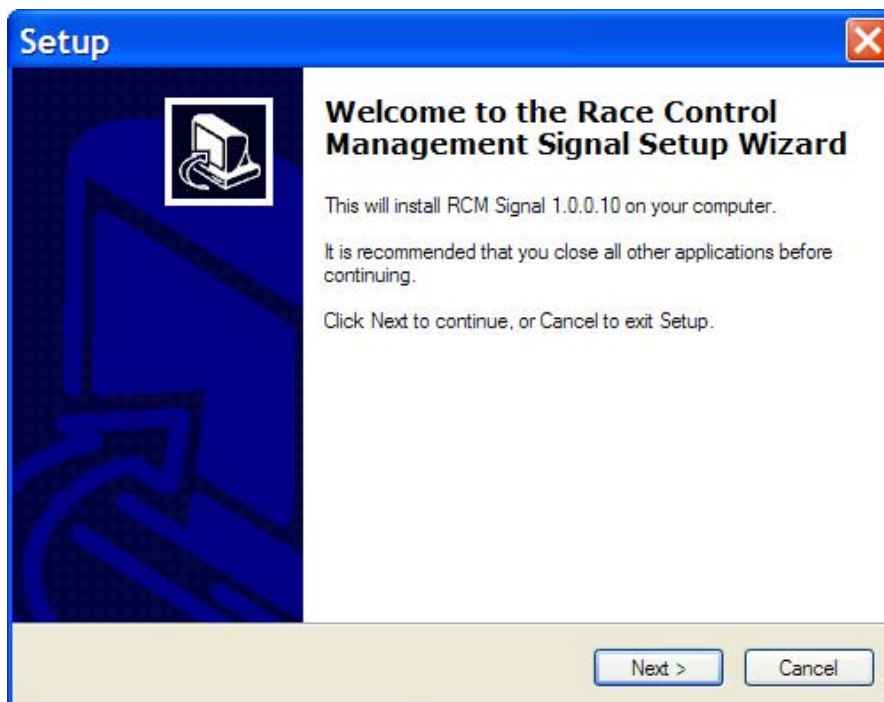 Setup
Welcome to the Race Control
Management Signal Setup Wizard
This will install RCM Signal 1.0.0.10 on your computer.
It is recommended that you close all other applications before
continuing.
Click Next to continue, or Cancel to exit Setup.
Next >
Cancel